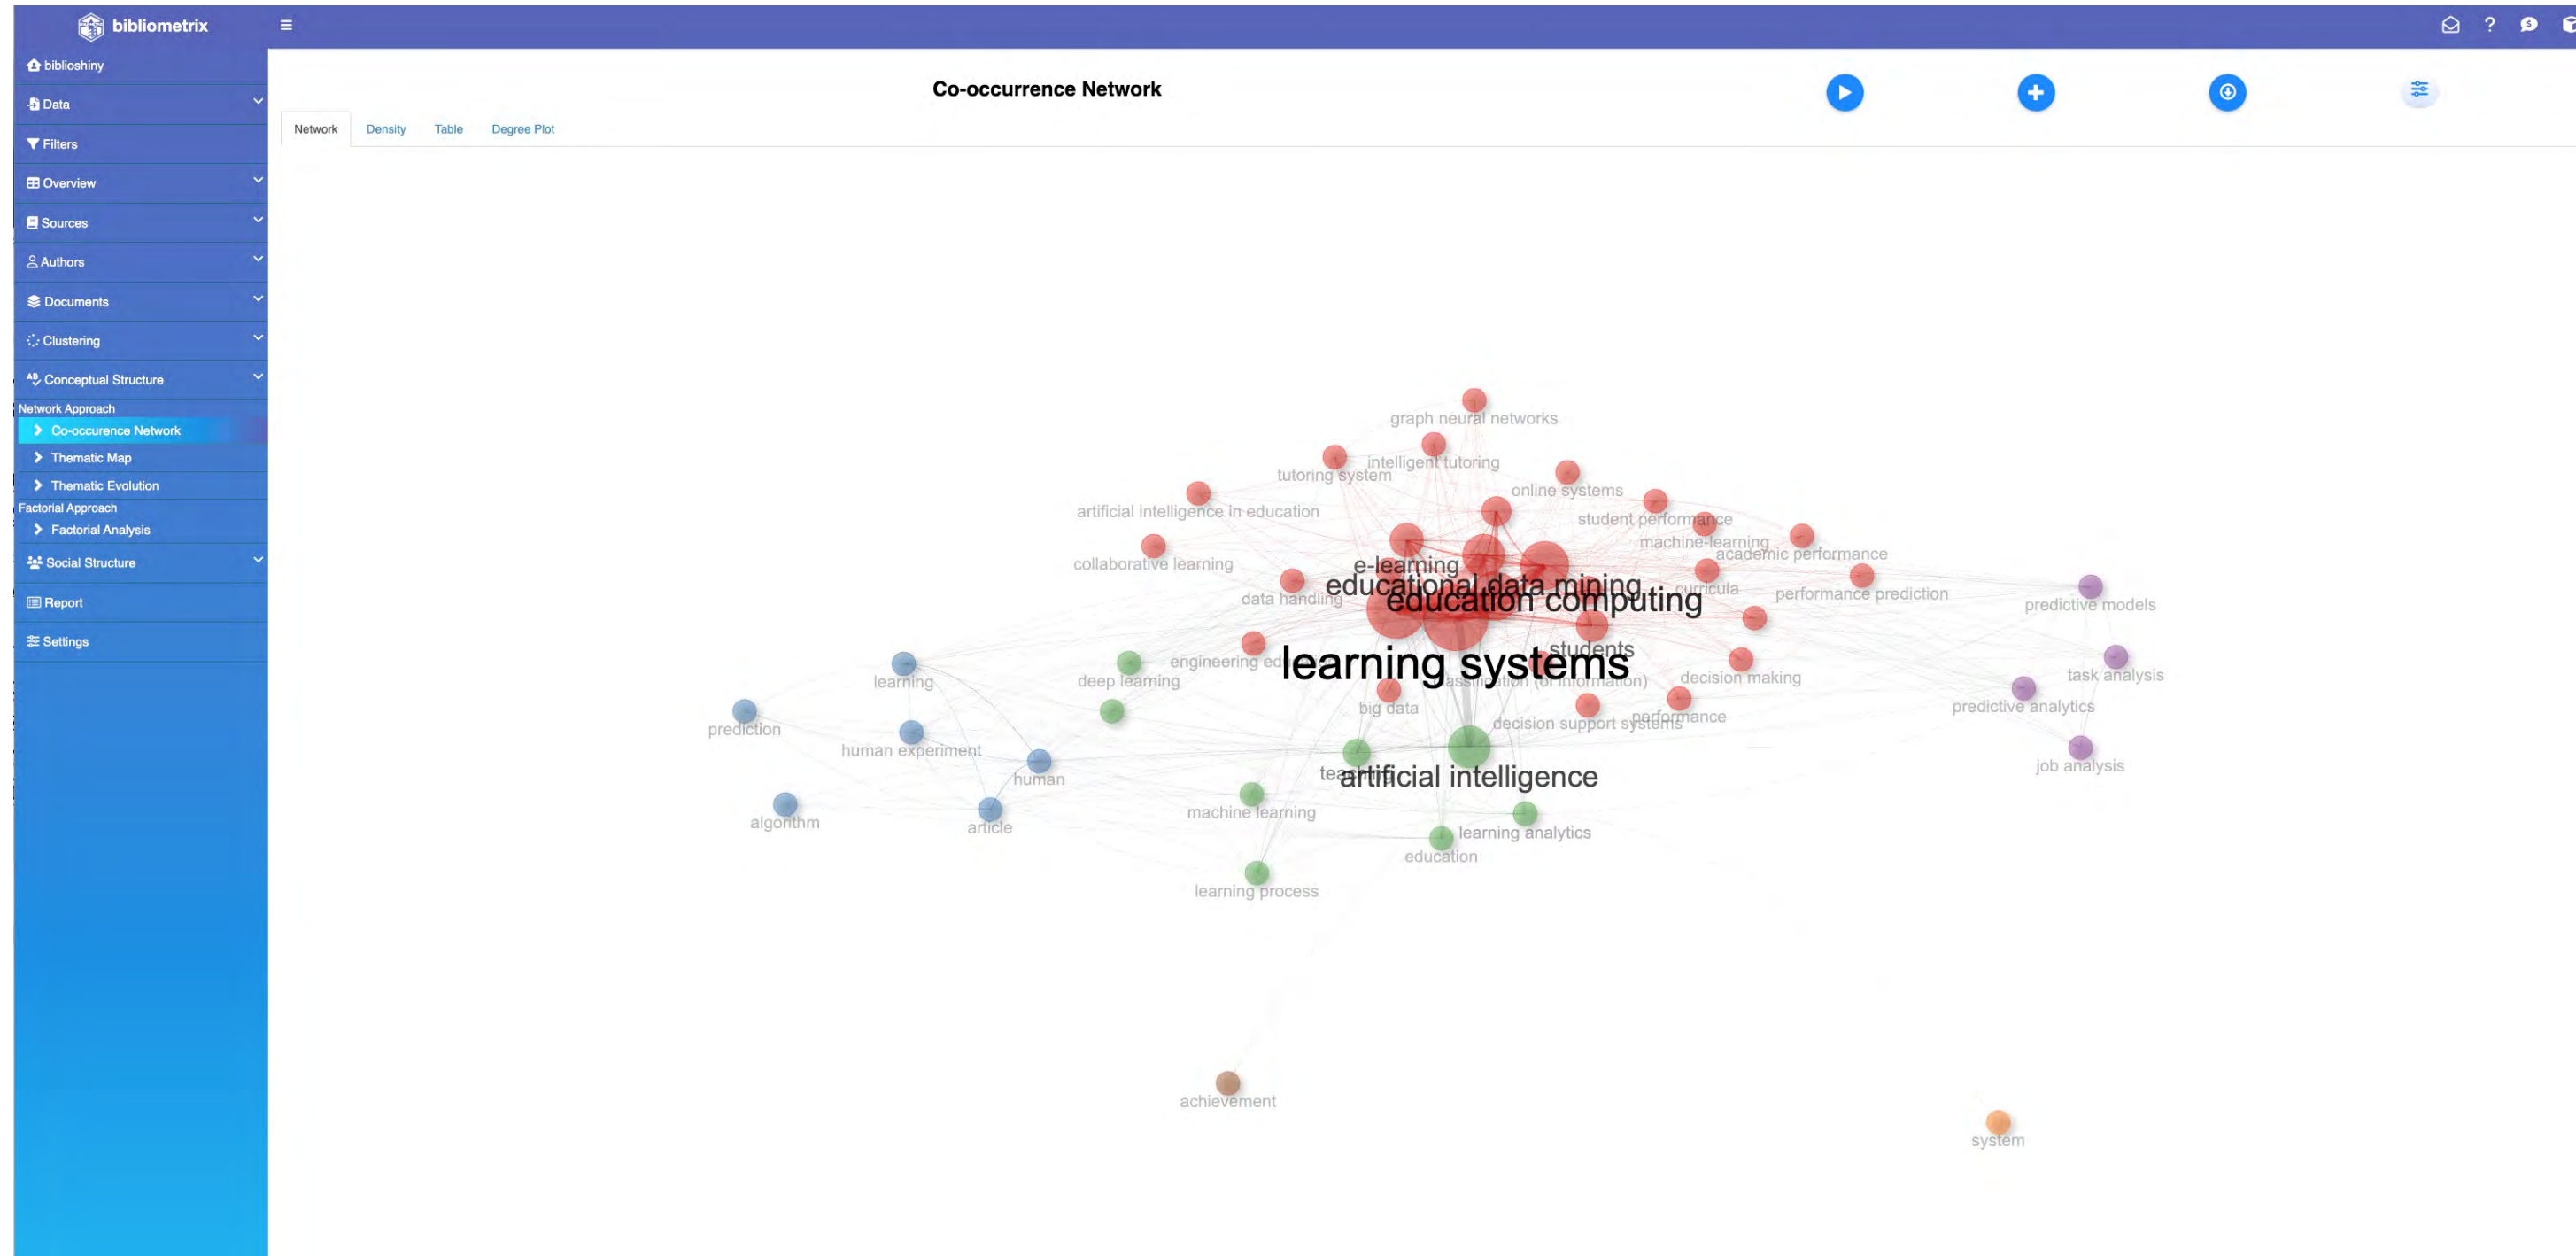 bibliometrix
biblioshiny
Data
Filters
Overview
Sources
Authors
Documents
Clustering
Conceptual Structure
Network Approach
Co-occurence Network
Thematic Map
Thematic Evolution
Factorial Approach
Factorial Analysis
Social Structure
Report
Settings
Co-occurrence Network
Network Density Table Degree Plot
graph neural networks
intelligent tutoring
tutoring system
online systems
artificial intelligence in education
student performance
machine-learning
academic performance
collaborative learning
e-learning
educational data mining
curricula
performance prediction
data handling
education computing
predictive models
students
engineering
learning systems
task analysis
decision making
learning
deep learning
(of information)
predictive analytics
big data
performance
decision support systems
prediction
human experiment
job analysis
teaching
artificial intelligence
human
machine learning
algorithm
article
learning analytics
education
learning process
achievement
system